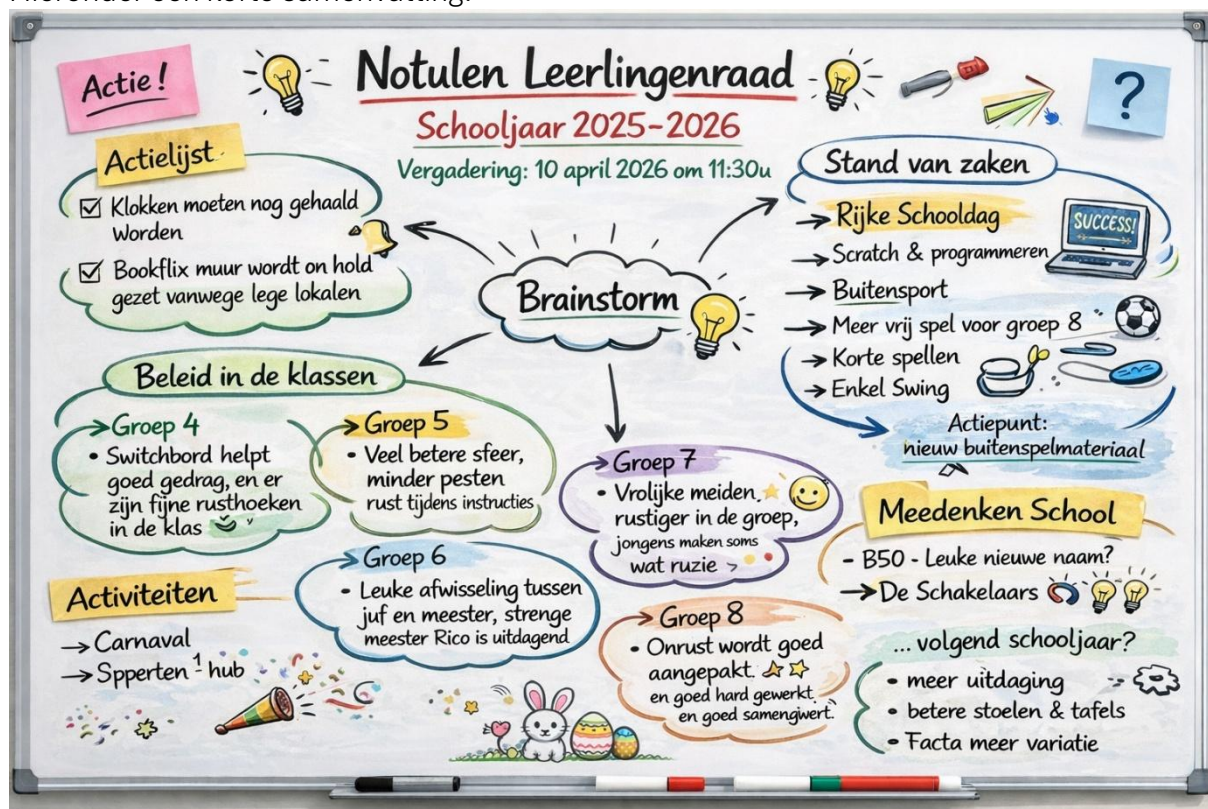 Actie!
Notulen Leerlingenraad
Schooljaar 2025-2026
Vergadering: 10 april 2026 om 11:30u
?
Actielijst
Klokken moeten nog gehaald
worden
Bookflix muur wordt on hold
gezet vanwege lege lokalen
Brainstorm
Stand van zaken
→ Rijke Schooldag
SUCCESS!
→ Scratch & programmeren
→ Buitensport
→ Meer vrij spel voor groep 8
→ Korte spellen
→ Enkel Swing
Actiepunt:
nieuw buitenspelmateriaal
Beleid in de klassen
→ Groep 4
• Switchbord helpt
goed gedrag, en er
zijn fijne rusthoeken
in de klas
→ Groep 5
• Veel betere sfeer,
minder pesten
rust tijdens instructies
→ Groep 6
• Leuke afwisseling tussen
juf en meester, strenge
meester Rico is uitdagend
→ Groep 7
• Vrolijke meiden
rustiger in de groep,
jongens maken soms
wat ruzie
→ Groep 8
• Onrust wordt goed
aangepakt.
en goed hard gewerkt
en goed samengwert.
Activiteiten
→ Carnaval
→ Spperten 1 hub
Meedenken School
- B50 - Leuke nieuwe naam?
→ De Schakelaars
... volgend schooljaar?
• meer uitdaging
• betere stoelen & tafels
• Facta meer variatie